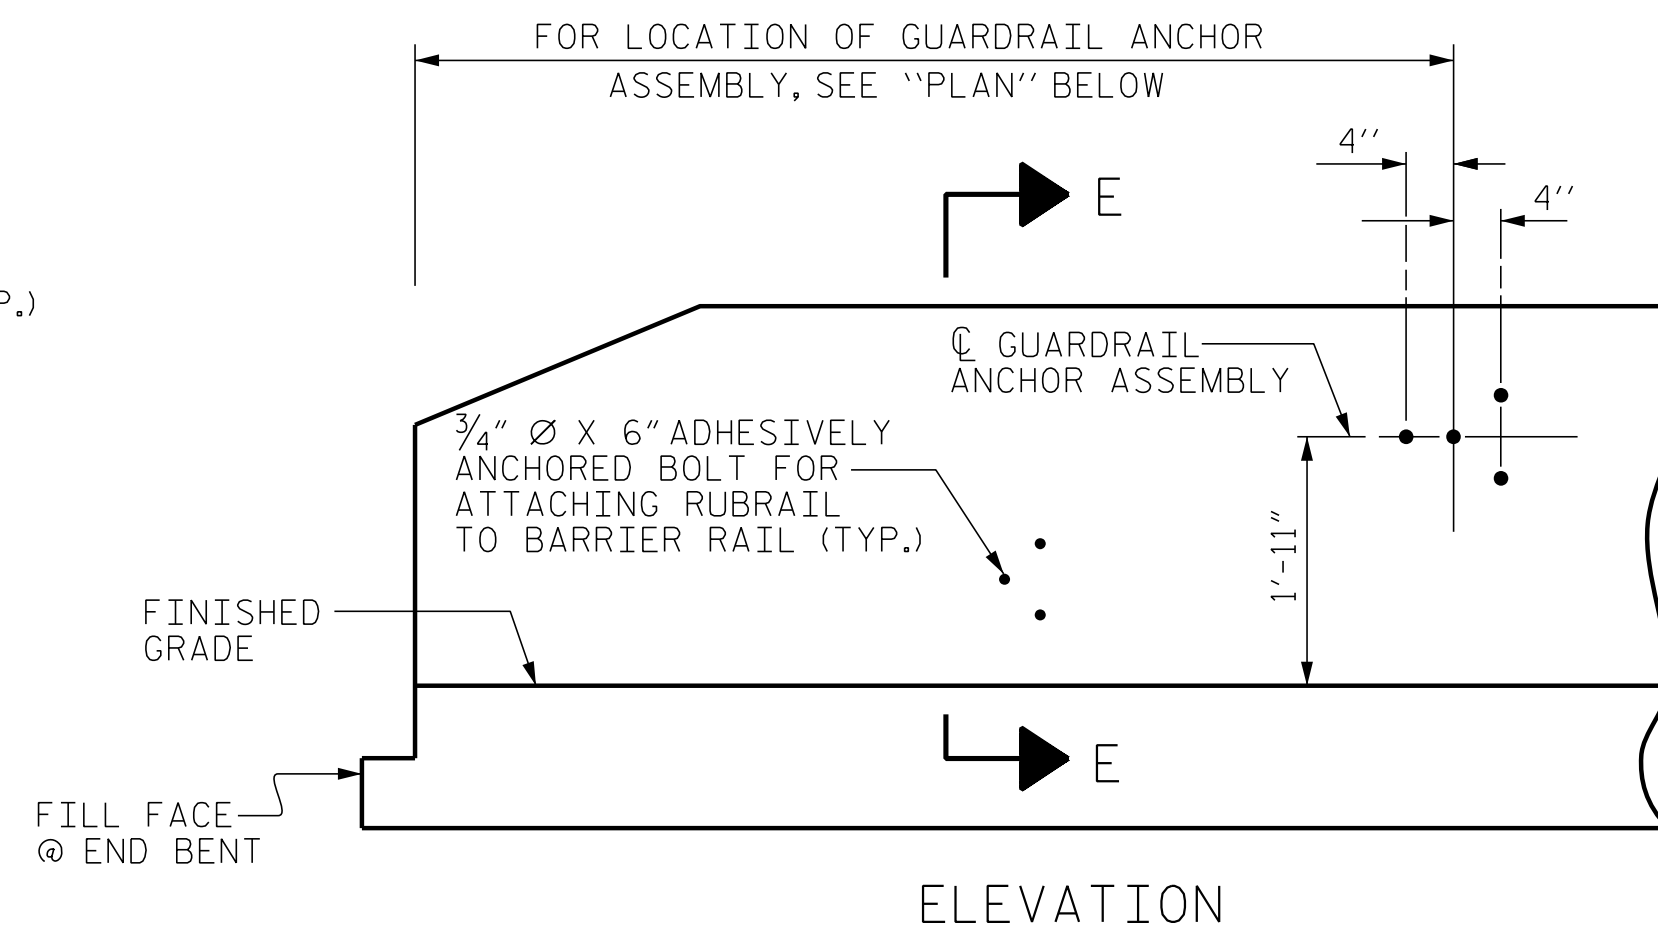 FOR LOCATION OF GUARDRAIL ANCHOR
ASSEMBLY, SEE "PLAN" BELOW
4"
E
4"
P.)
℄ GUARDRAIL
ANCHOR ASSEMBLY
3/4" Ø X 6" ADHESIVELY
ANCHORED BOLT FOR
ATTACHING RUBRAIL
TO BARRIER RAIL (TYP.)
1'-11"
FINISHED
GRADE
E
FILL FACE
@ END BENT
ELEVATION